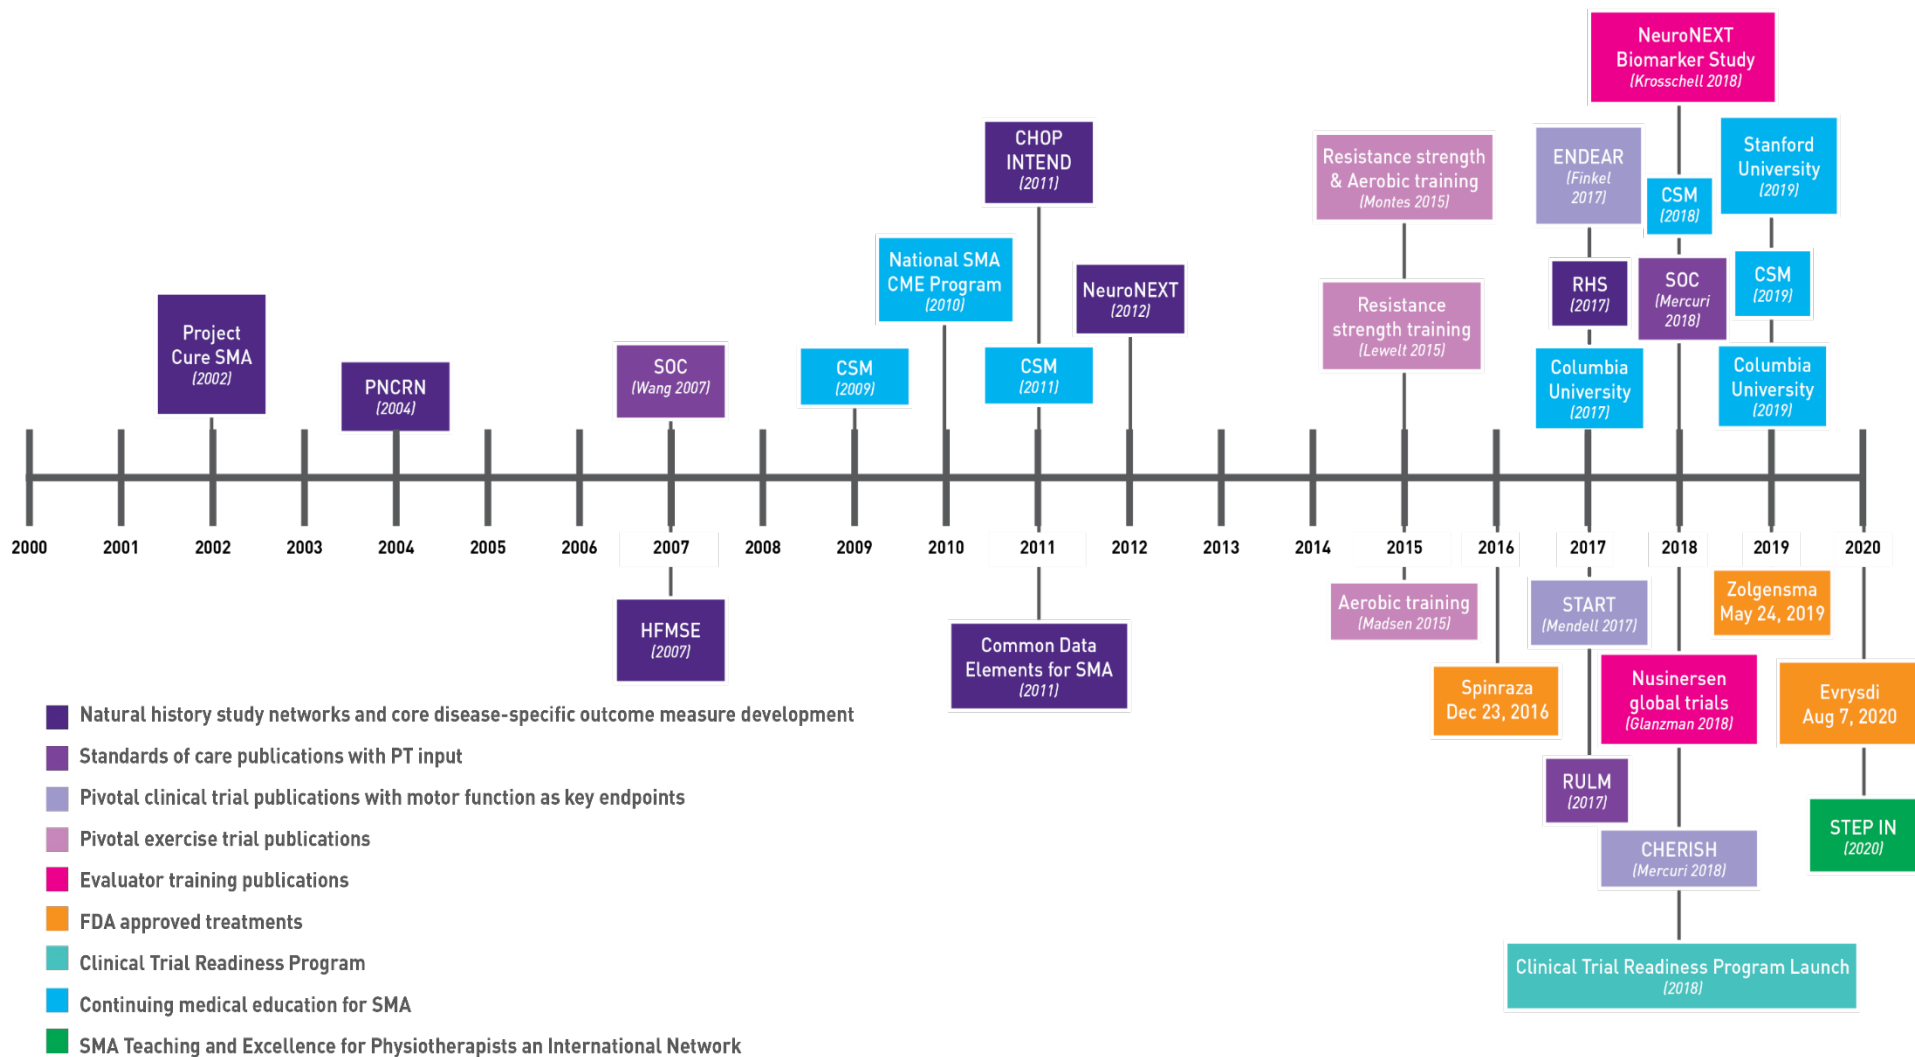 NeuroNEXT
Biomarker Study
(Krosschell 2018)
CHOP
INTEND
(2011)
Resistance strength
& Aerobic training
(Montes 2015)
ENDEAR
(Finkel
2017)
CSM
(2018)
Stanford
University
(2019)
National SMA
CME Program
(2010)
NeuroNEXT
(2012)
Resistance
strength training
(Lewelt 2015)
RHS
(2017)
SOC
(Mercuri
2018)
CSM
(2019)
Project
Cure SMA
(2002)
PNCRN
(2004)
SOC
(Wang 2007)
CSM
(2009)
CSM
(2011)
Columbia
University
(2017)
Columbia
University
(2019)
2000 2001 2002 2003 2004 2005 2006 2007 2008 2009 2010 2011 2012 2013 2014 2015 2016 2017 2018 2019 2020
HFMSE
(2007)
Common Data
Elements for SMA
(2011)
Aerobic training
(Madsen 2015)
Spinraza
Dec 23, 2016
START
(Mendell 2017)
RULM
(2017)
Nusinersen
global trials
(Glanzman 2018)
CHERISH
(Mercuri 2018)
Clinical Trial Readiness Program Launch
(2018)
Zolgensma
May 24, 2019
Evrysdi
Aug 7, 2020
STEP IN
(2020)
Natural history study networks and core disease-specific outcome measure development
Standards of care publications with PT input
Pivotal clinical trial publications with motor function as key endpoints
Pivotal exercise trial publications
Evaluator training publications
FDA approved treatments
Clinical Trial Readiness Program
Continuing medical education for SMA
SMA Teaching and Excellence for Physiotherapists an International Network